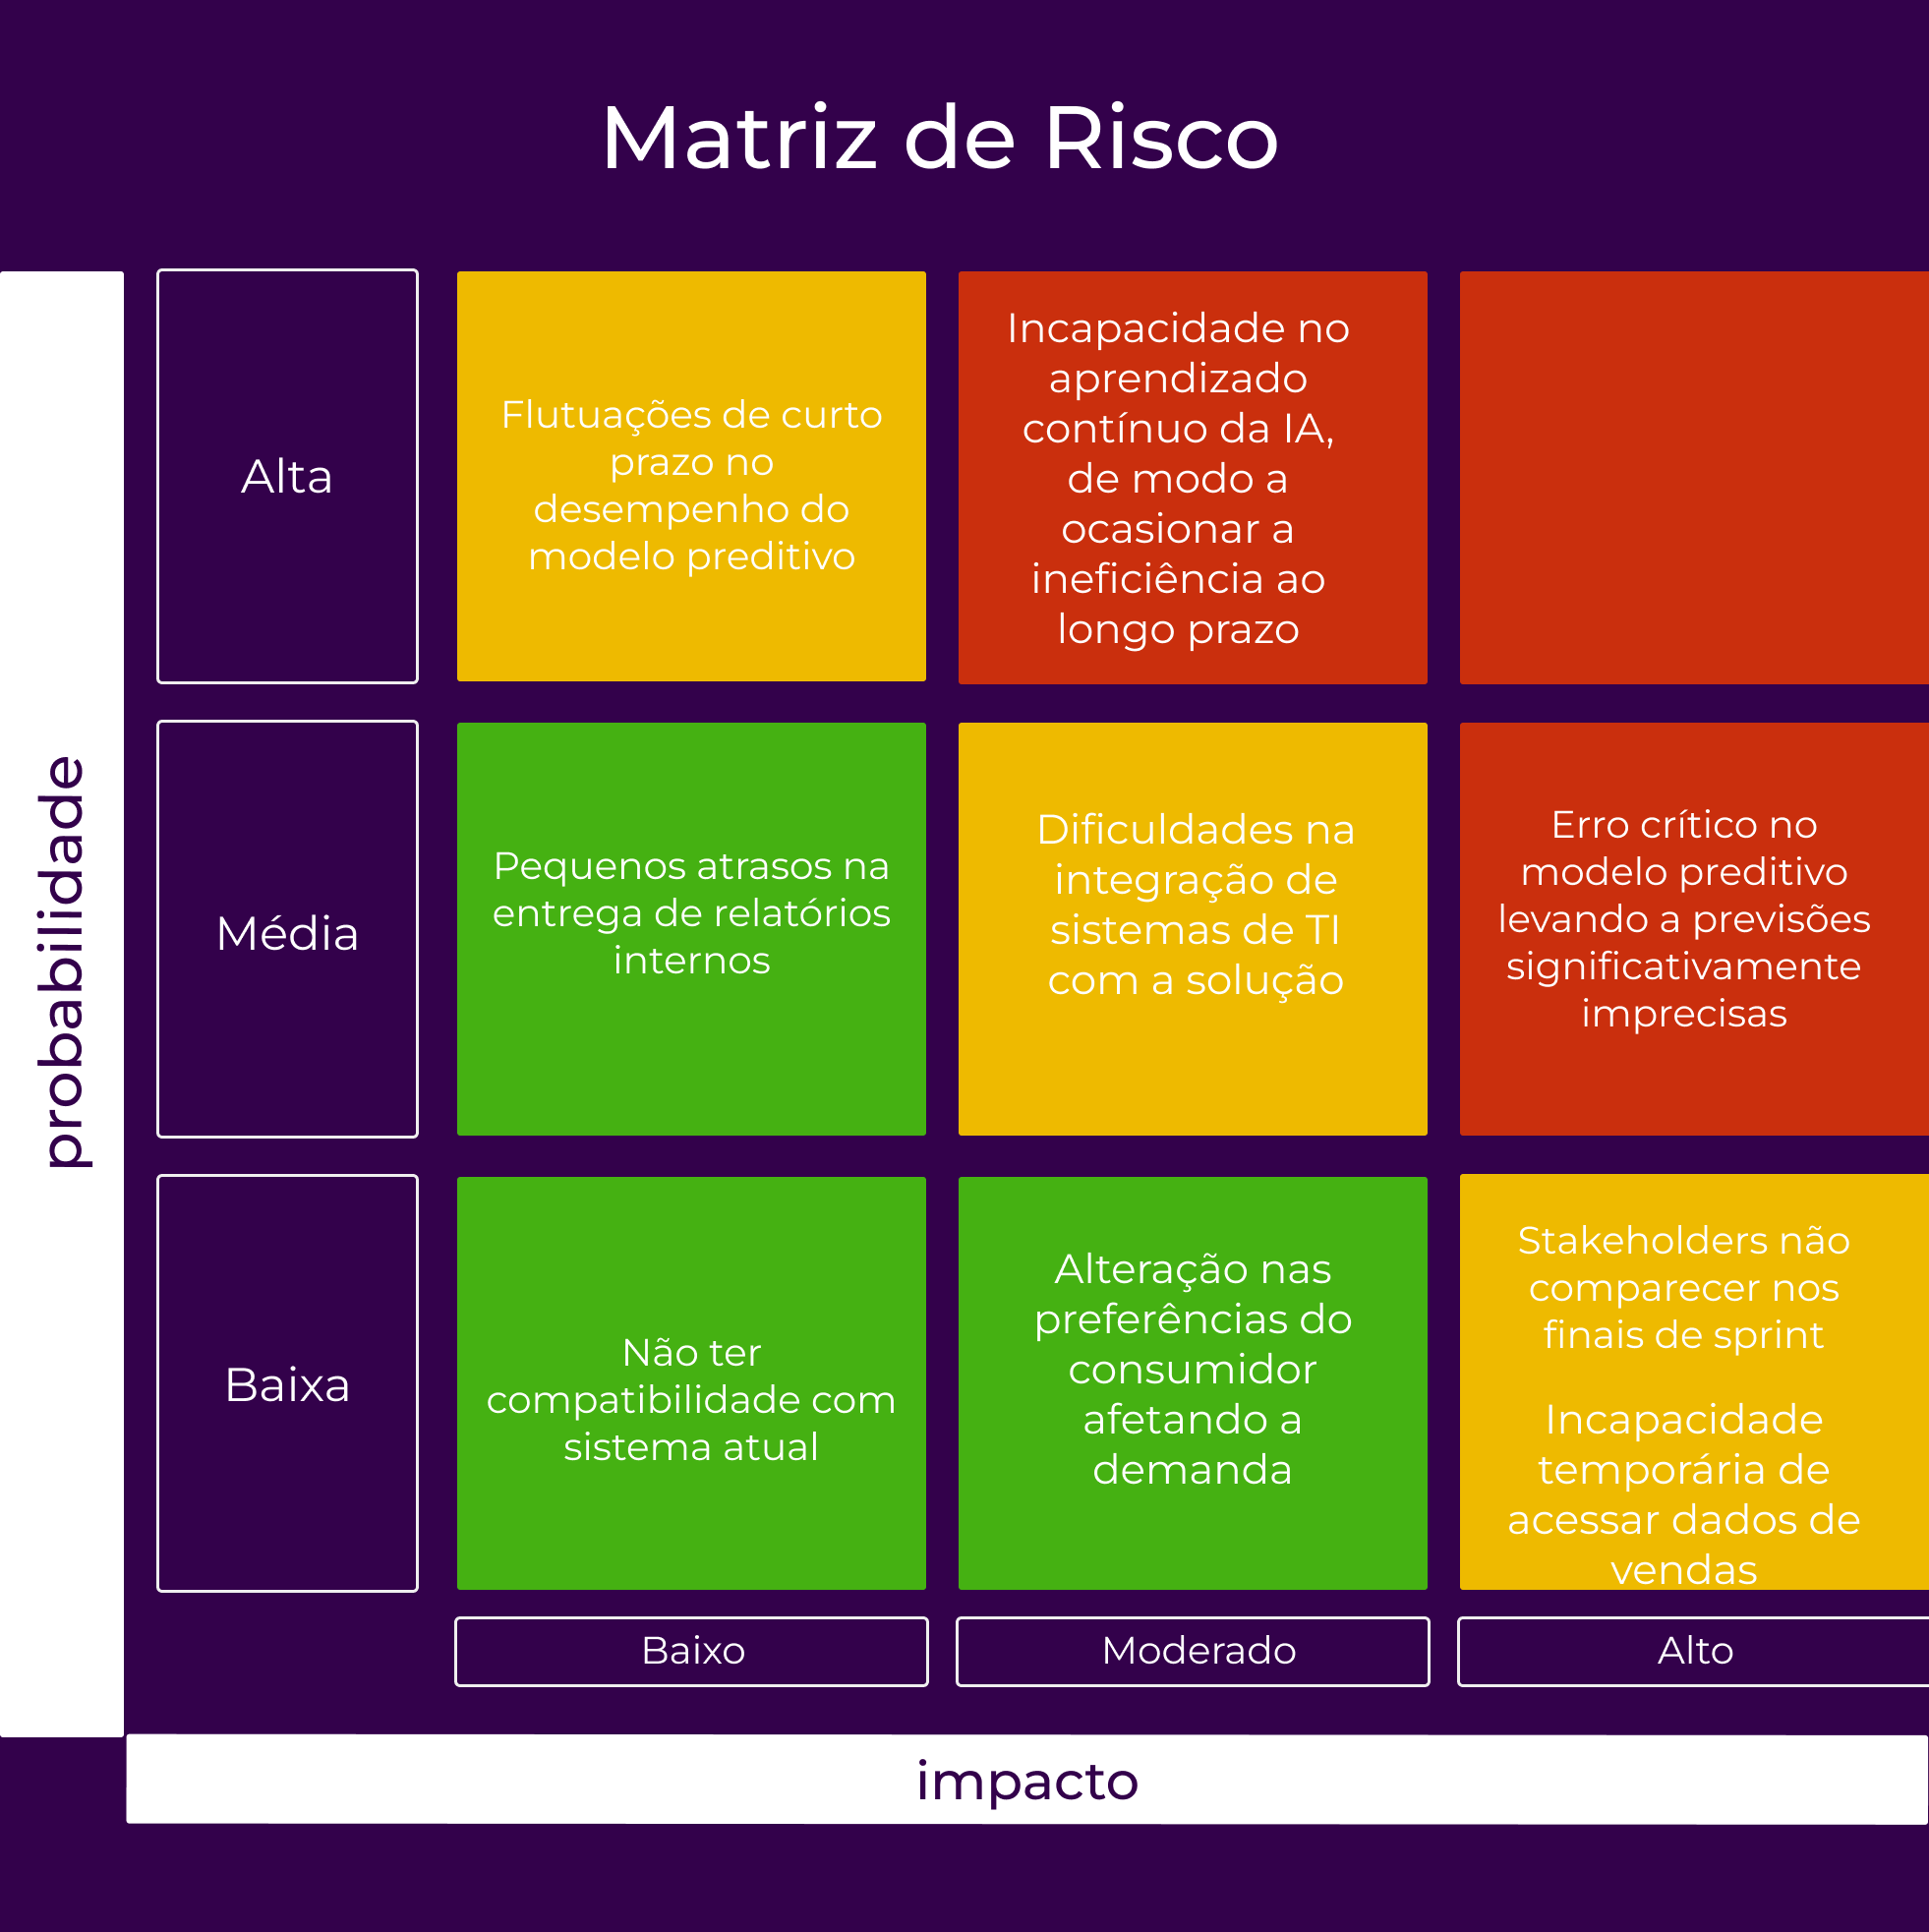 Matriz de Risco
probabilidade
Alta
Flutuações de curto
prazo no
desempenho do
modelo preditivo
Incapacidade no
aprendizado
contínuo da IA,
de modo a
ocasionar a
ineficiência ao
longo prazo
Média
Pequenos atrasos na
entrega de relatórios
internos
Dificuldades na
integração de
sistemas de TI
com a solução
Erro crítico no
modelo preditivo
levando a previsões
significativamente
imprecisas
Baixa
Não ter
compatibilidade com
sistema atual
Alteração nas
preferências do
consumidor
afetando a
demanda
Stakeholders não
comparecer nos
finais de sprint
Incapacidade
temporária de
acessar dados de
vendas
Baixo
Moderado
Alto
impacto